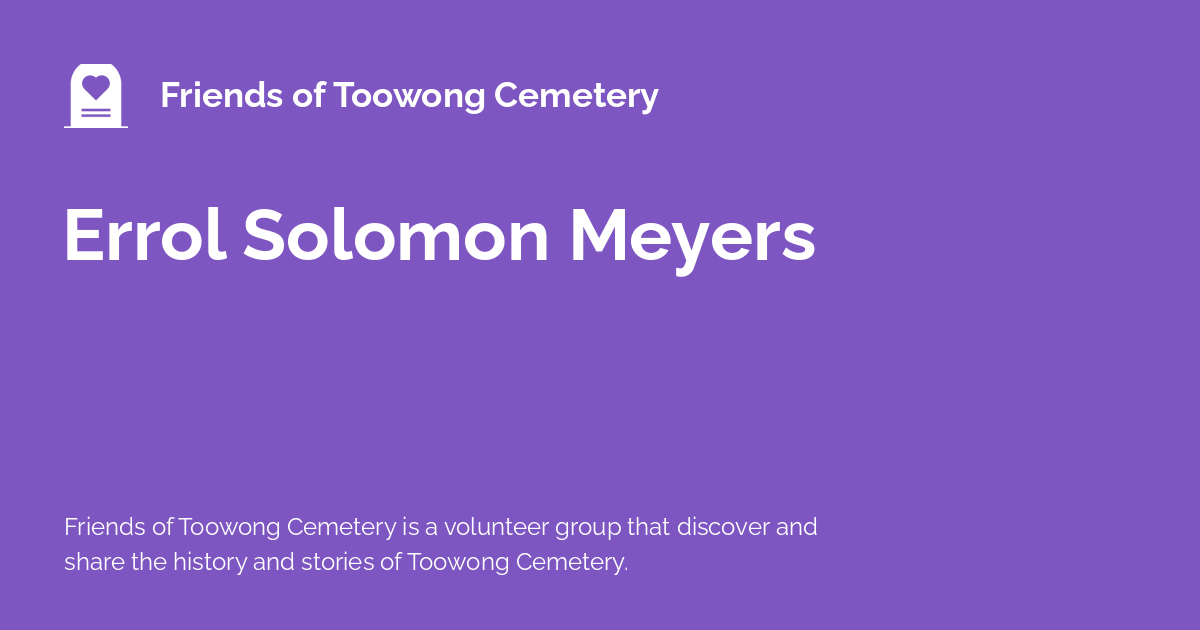 Friends of Toowong Cemetery
Errol Solomon Meyers
Friends of Toowong Cemetery is a volunteer group that discover and
share the history and stories of Toowong Cemetery.